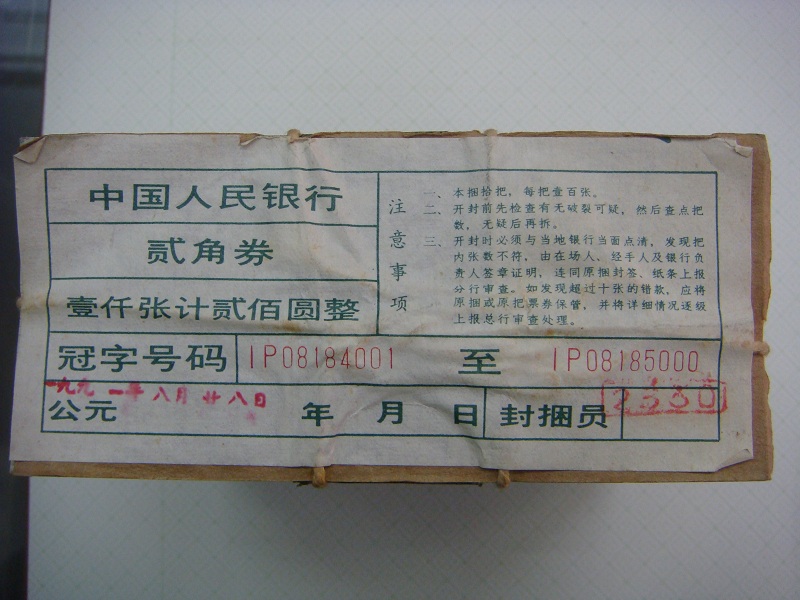 中国人民银行
贰角券
壹仟张计贰佰圆整
注意事项
一、本捆拾把，每把壹百张。
二、开封前先检查有无破裂可疑，然后查点把
数，无疑后再拆。
三、开封时必须与当地银行当面点清，发现把
内张数不符，由在场人、经手人及银行负
责人签章证明，连同原捆封签、纸条上报
分行审查。如发现超过十张的错款，应将
原捆或原把票券保管，并将详细情况逐级
上报总行审查处理。
冠字号码 IP08184001 至 IP08185000
一九九一年八月廿八日
公元 年 月 日 封捆员